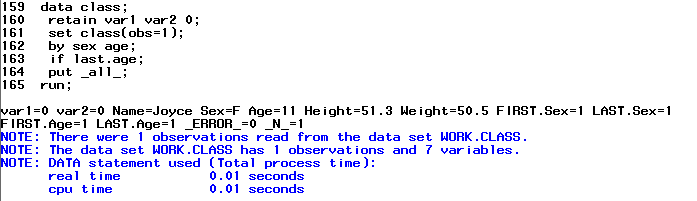 159  data class;
160   retain var1 var2 0;
161   set class(obs=1);
162   by sex age;
163   if last.age;
164   put _all_;
165  run;

var1=0 var2=0 Name=Joyce Sex=F Age=11 Height=51.3 Weight=50.5 FIRST.Sex=1 LAST.Sex=1
FIRST.Age=1 LAST.Age=1 _ERROR_=0 _N_=1
NOTE: There were 1 observations read from the data set WORK.CLASS.
NOTE: The data set WORK.CLASS has 1 observations and 7 variables.
NOTE: DATA statement used (Total process time):
      real time           0.01 seconds
      cpu time            0.01 seconds